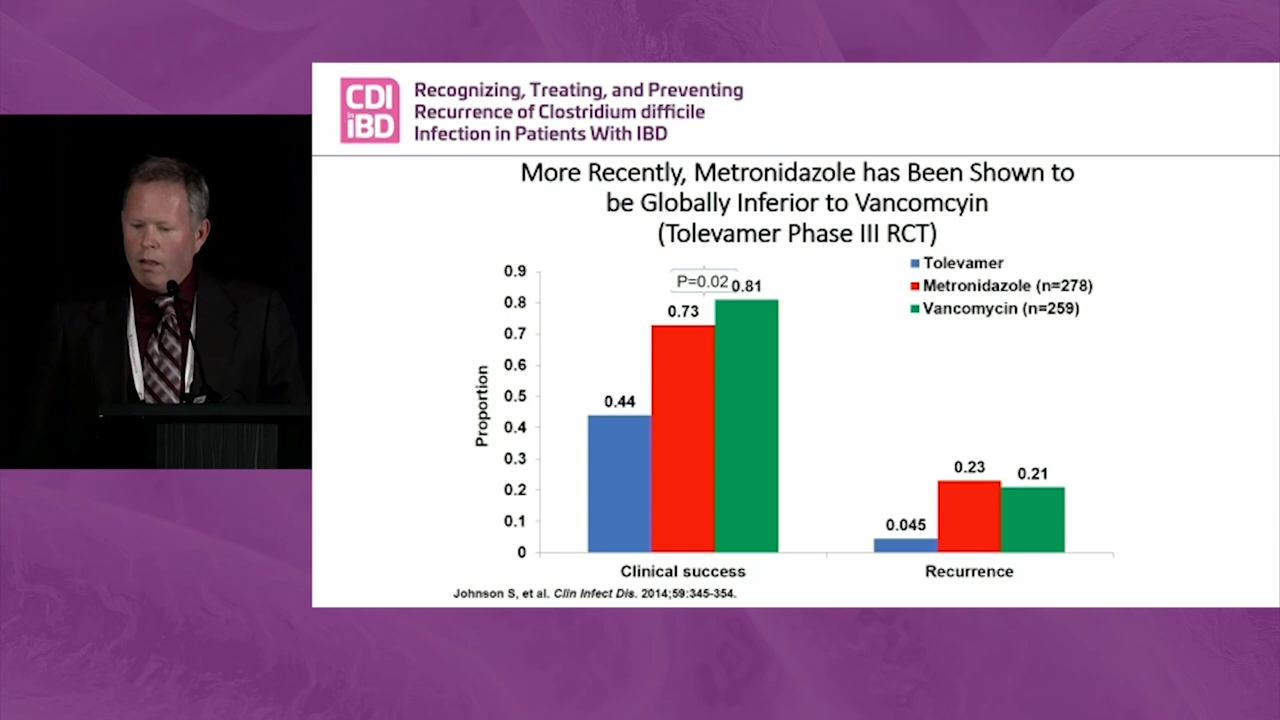 CDI
in
IBD
Recognizing, Treating, and Preventing
Recurrence of Clostridium difficile
Infection in Patients With IBD
More Recently, Metronidazole has Been Shown to
be Globally Inferior to Vancomcyin
(Tolevamer Phase III RCT)
Tolevamer
Metronidazole (n=278)
Vancomycin (n=259)
P=0.02
0.9
0.8
0.7
0.6
0.5
0.4
0.3
0.2
0.1
0
Proportion
0.44
0.73
0.81
0.045
0.23
0.21
Clinical success
Recurrence
Johnson S, et al. Clin Infect Dis. 2014;59:345-354.